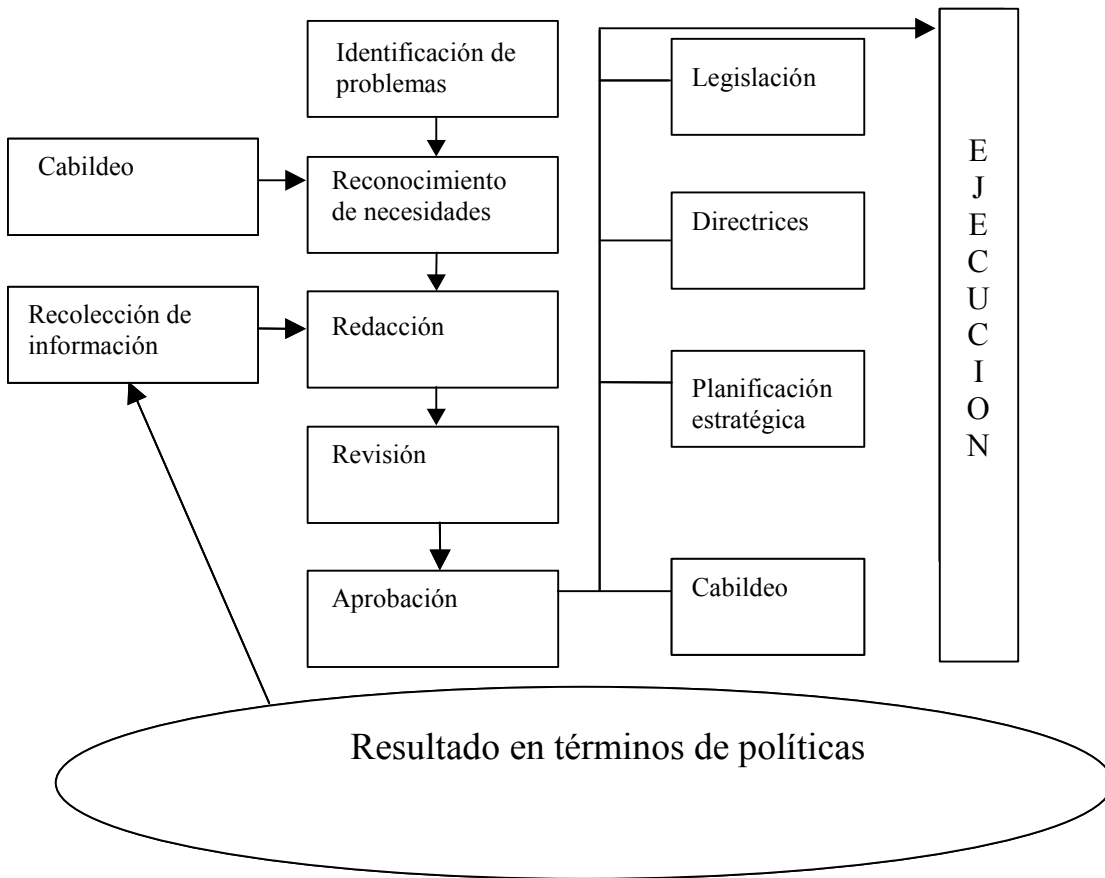 Identificación de
problemas
Cabildeo
Reconocimiento
de necesidades
Recolección de
información
Redacción
Revisión
Aprobación
Legislación
Directrices
Planificación
estratégica
Cabildeo
E
J
E
C
U
C
I
O
N
Resultado en términos de políticas